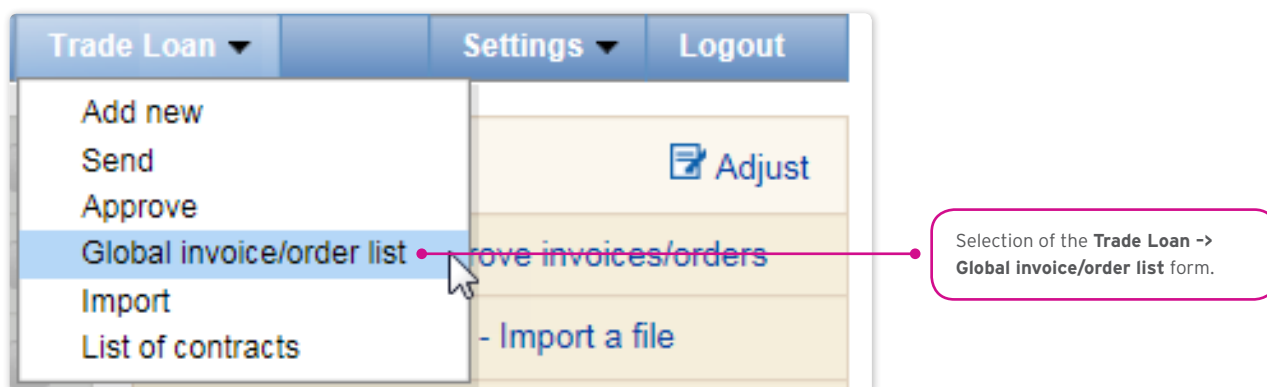 Trade Loan Settings Logout
Add new
Send
Approve
Global invoice/order list
Import
List of contracts
Adjust
invoices/orders
- Import a file
Selection of the Trade Loan ->
Global invoice/order list form.